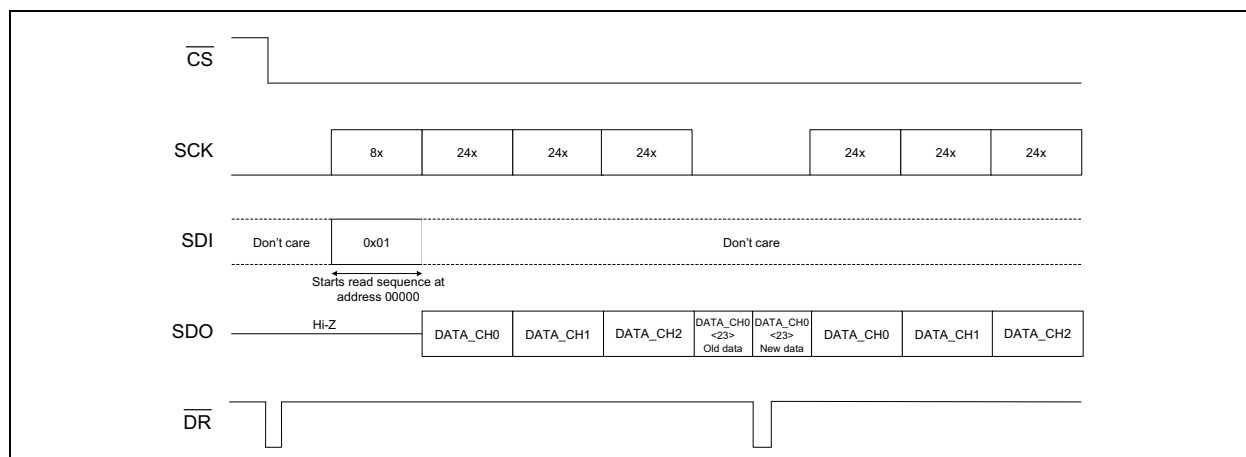 CS
SCK
8x
24x
24x
24x
24x
24x
24x
SDI
Don't care
0x01
Don't care
Starts read sequence at
address 00000
SDO
Hi-Z
DATA_CH0
DATA_CH1
DATA_CH2
DATA_CH0
<23>
Old data
DATA_CH0
<23>
New data
DATA_CH0
DATA_CH1
DATA_CH2
DR